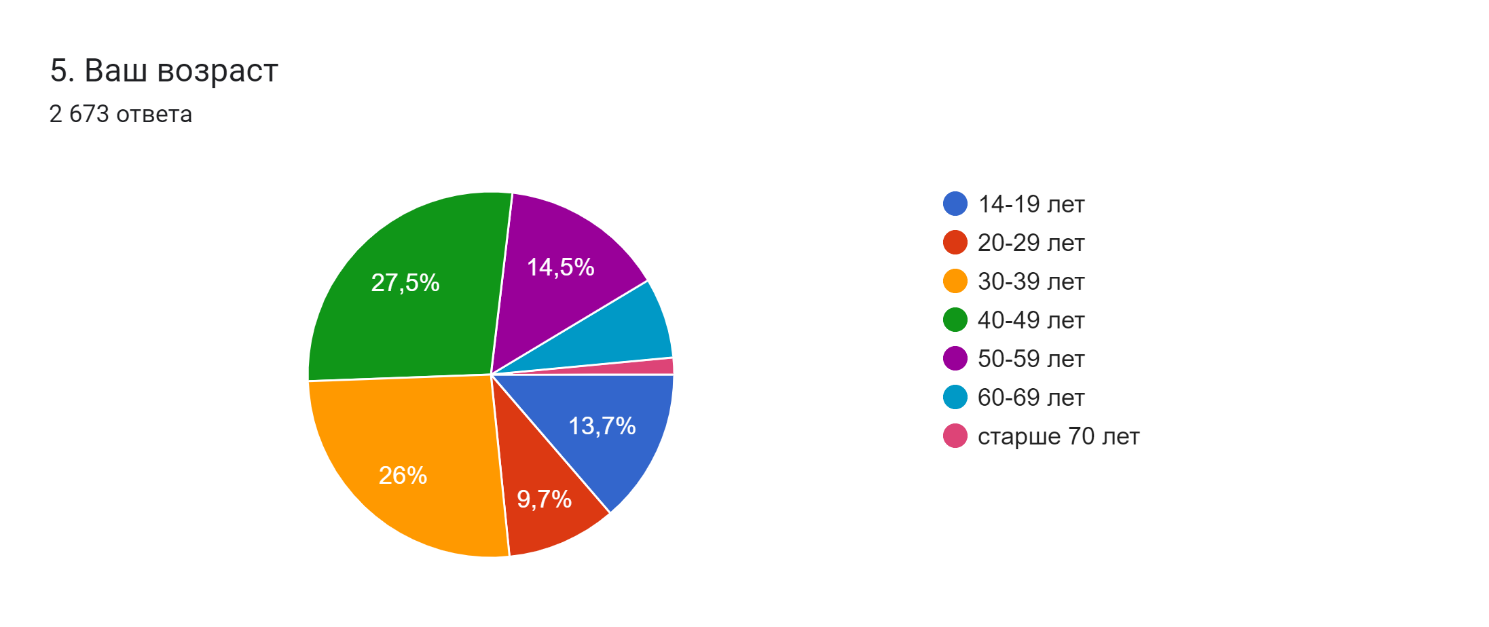 5. Ваш возраст
2 673 ответа
27,5%
14,5%
13,7%
26%
9,7%
14-19 лет
20-29 лет
30-39 лет
40-49 лет
50-59 лет
60-69 лет
старше 70 лет